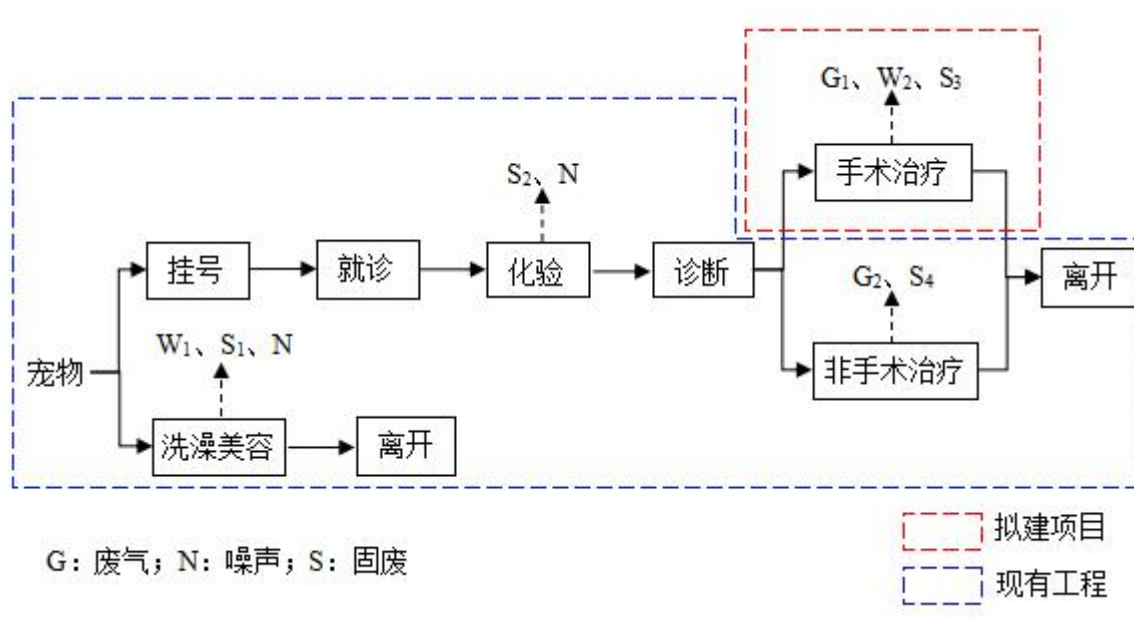 G₁、W₂、S₃
手术治疗
S₂、N
挂号
就诊
化验
诊断
离开
G₂、S₄
W₁、S₁、N
宠物
非手术治疗
洗澡美容
离开
拟建项目
G：废气；N：噪声；S：固废
现有工程